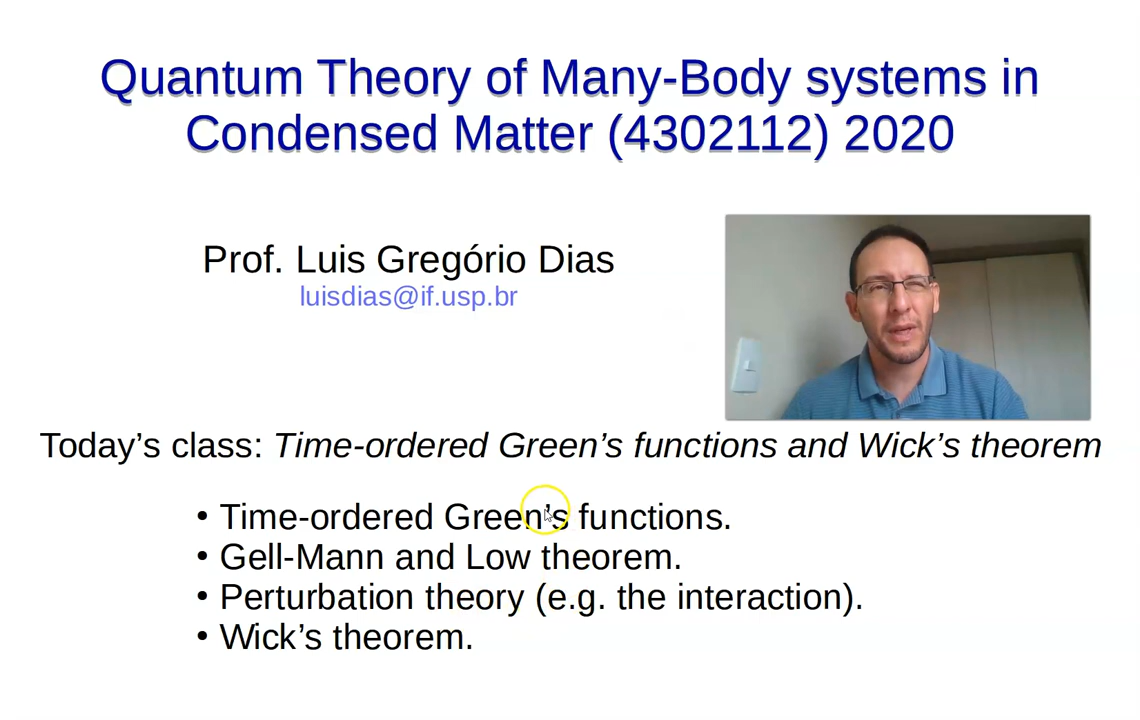 Quantum Theory of Many-Body systems in
Condensed Matter (4302112) 2020
Prof. Luis Gregório Dias
luisdias@if.usp.br
Today’s class: Time-ordered Green’s functions and Wick’s theorem
• Time-ordered Green’s functions.
• Gell-Mann and Low theorem.
• Perturbation theory (e.g. the interaction).
• Wick’s theorem.